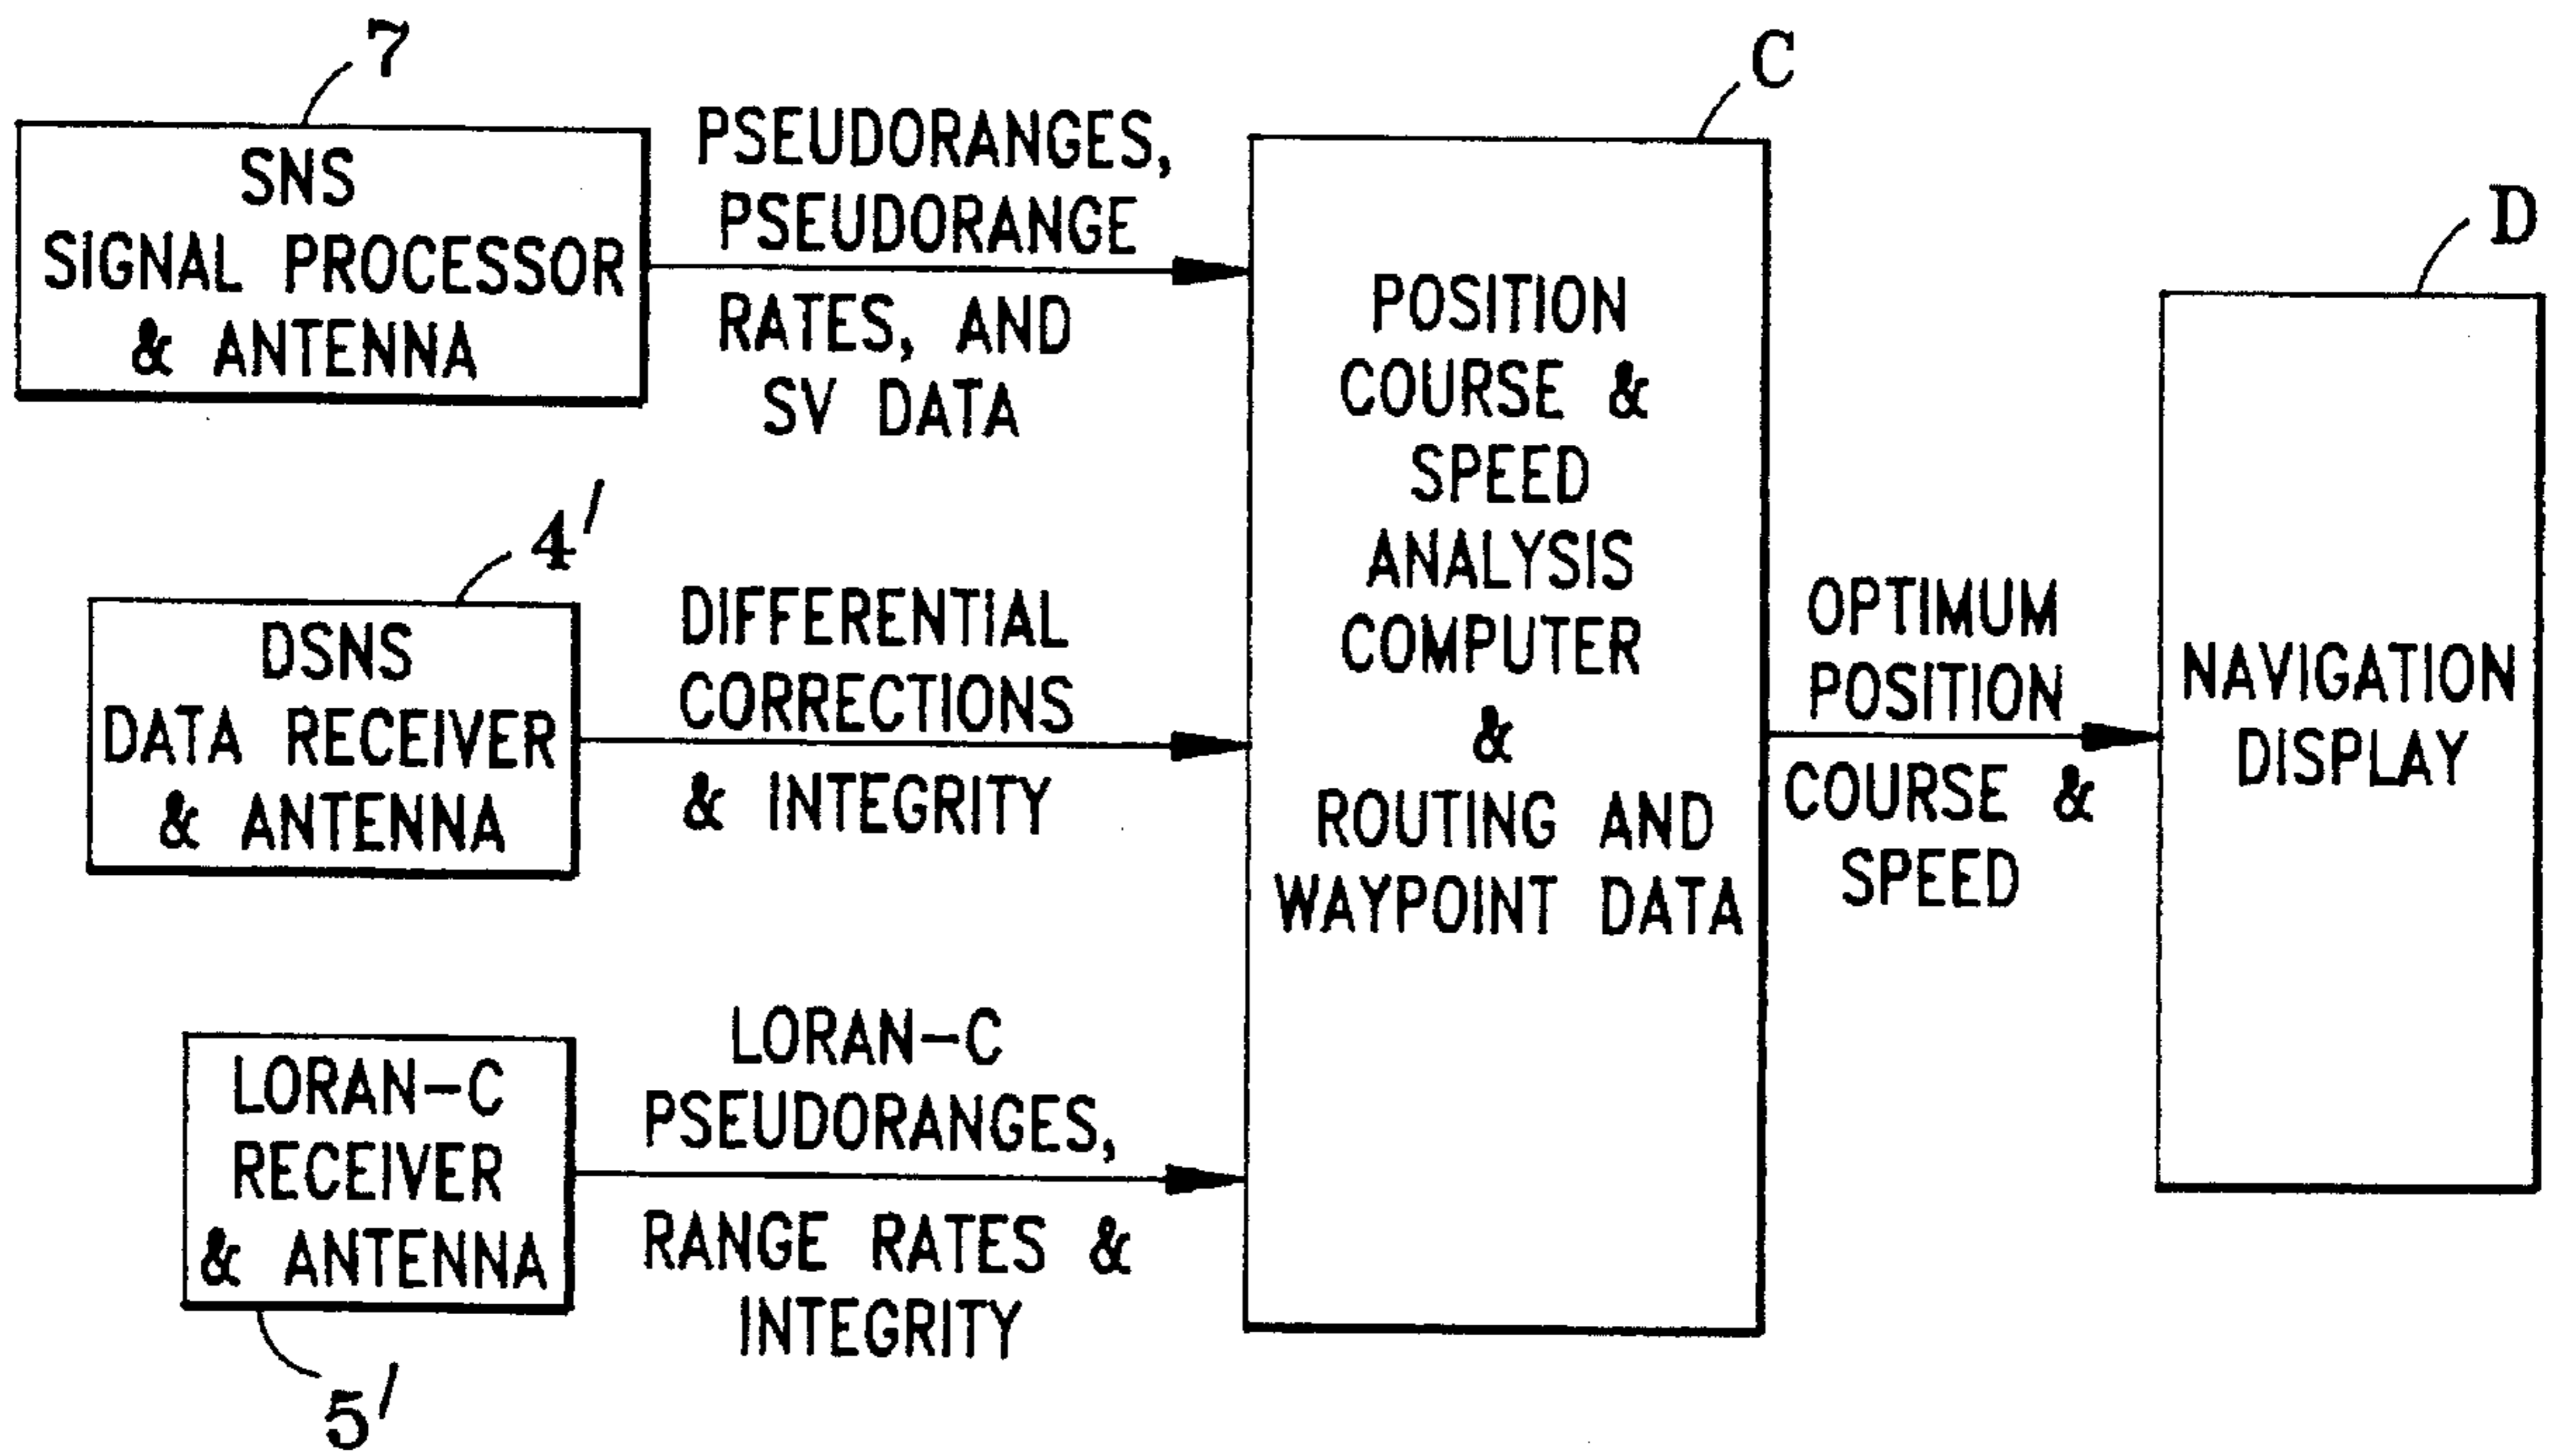 7
SNS
SIGNAL PROCESSOR
& ANTENNA
PSEUDORANGES,
PSEUDORANGE
RATES, AND
SV DATA
4'
DSNS
DATA RECEIVER
& ANTENNA
DIFFERENTIAL
CORRECTIONS
& INTEGRITY
LORAN-C
RECEIVER
& ANTENNA
5'
LORAN-C
PSEUDORANGES,
RANGE RATES &
INTEGRITY
C
POSITION
COURSE &
SPEED
ANALYSIS
COMPUTER
&
ROUTING AND
WAYPOINT DATA
OPTIMUM
POSITION
COURSE &
SPEED
D
NAVIGATION
DISPLAY